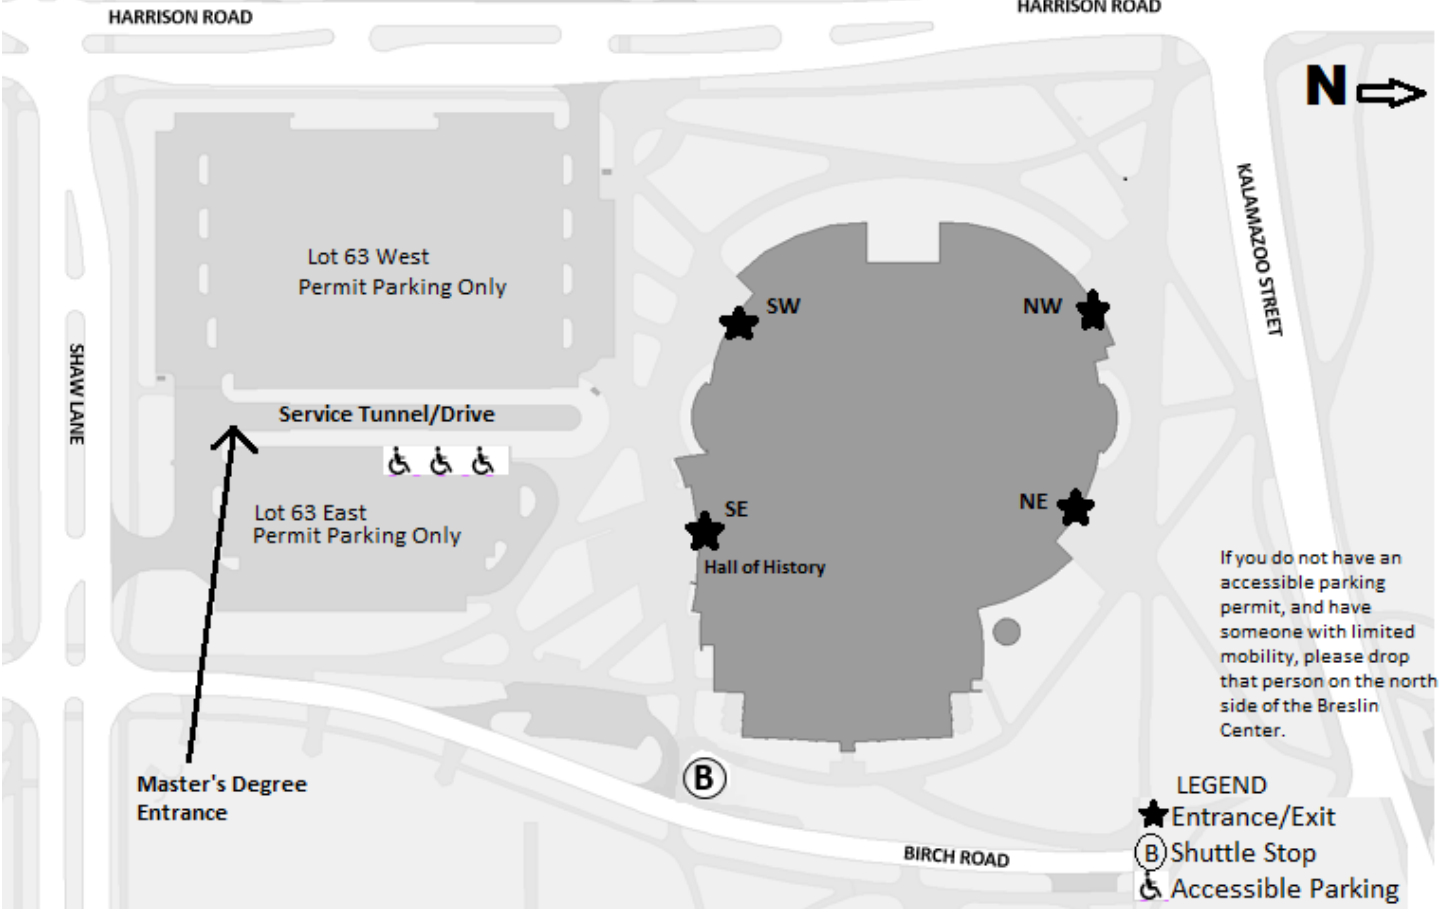 HARRISON ROAD
HARRISON ROAD
N
KALAMAZOO STREET
Lot 63 West
Permit Parking Only
SW
NW
SHAW LANE
Service Tunnel/Drive
Lot 63 East
Permit Parking Only
SE
NE
Hall of History
If you do not have an
accessible parking
permit, and have
someone with limited
mobility, please drop
that person on the north
side of the Breslin
Center.
Master's Degree
Entrance
B
BIRCH ROAD
LEGEND
Entrance/Exit
B Shuttle Stop
Accessible Parking